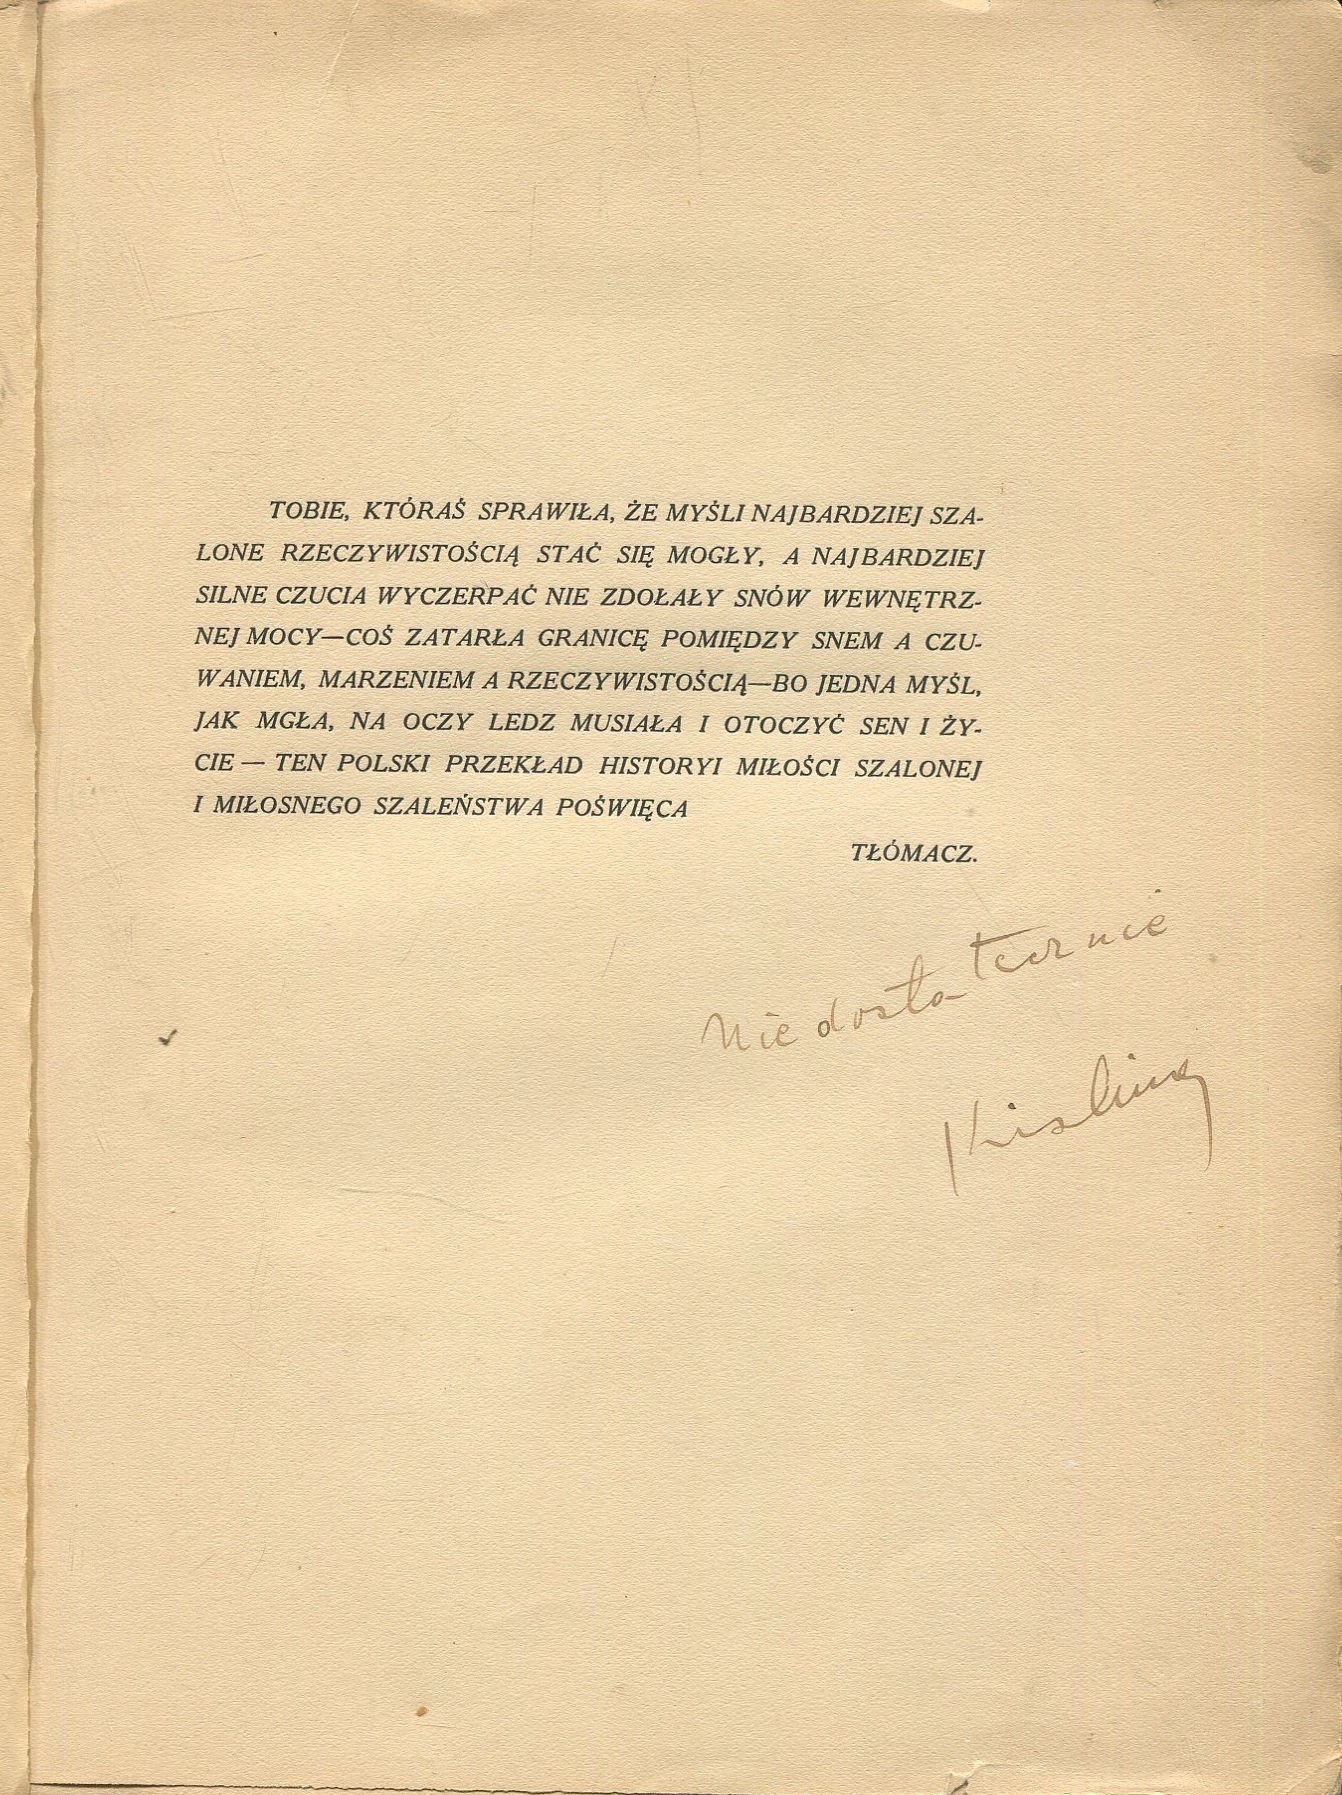 TOBIE, KTÓRAŚ SPRAWIŁA, ŻE MYŚLI NAJBARDZIEJ SZA-
LONE RZECZYWISTOŚCIĄ STAĆ SIĘ MOGŁY, A NAJBARDZIEJ
SILNE CZUCIA WYCZERPAĆ NIE ZDOŁAŁY SNÓW WEWNĘTRZ-
NEJ MOCY—COŚ ZATARŁA GRANICĘ POMIĘDZY SNEM A CZU-
WANIEM, MARZENIEM A RZECZYWISTOŚCIĄ—BO JEDNA MYŚL,
JAK MGŁA, NA OCZY LEDZ MUSIAŁA I OTOCZYĆ SEN I ŻY-
CIE — TEN POLSKI PRZEKŁAD HISTORYI MIŁOŚCI SZALONEJ
I MIŁOSNEGO SZALEŃSTWA POŚWIĘCA
TŁÓMACZ.
Niedostatecznie
Kisling